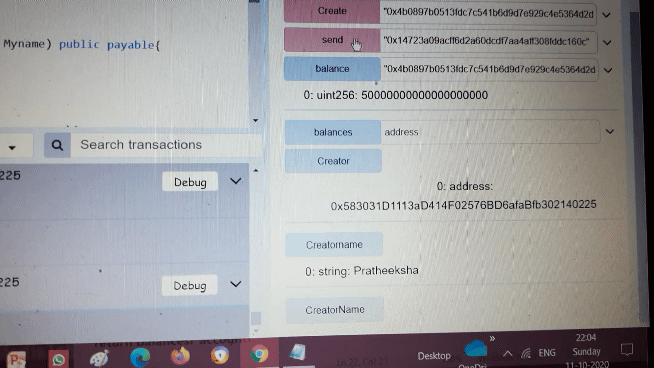 Create "0x4b0897b0513fdc7c541b6d9d7e929c4e5364d2d
Myname) public payable{
send "0x14723a09acff6d2a60dcdf7aa4aff308fddc160c"
balance "0x4b0897b0513fdc7c541b6d9d7e929c4e5364d2d
0: uint256: 50000000000000000000
Search transactions
balances address
Creator
225
Debug
0: address:
0x583031D1113aD414F02576BD6afaBfb302140225
Creatorname
0: string: Pratheeksha
225
Debug
CreatorName
Desktop
ENG
22:04
Sunday
11-10-2020